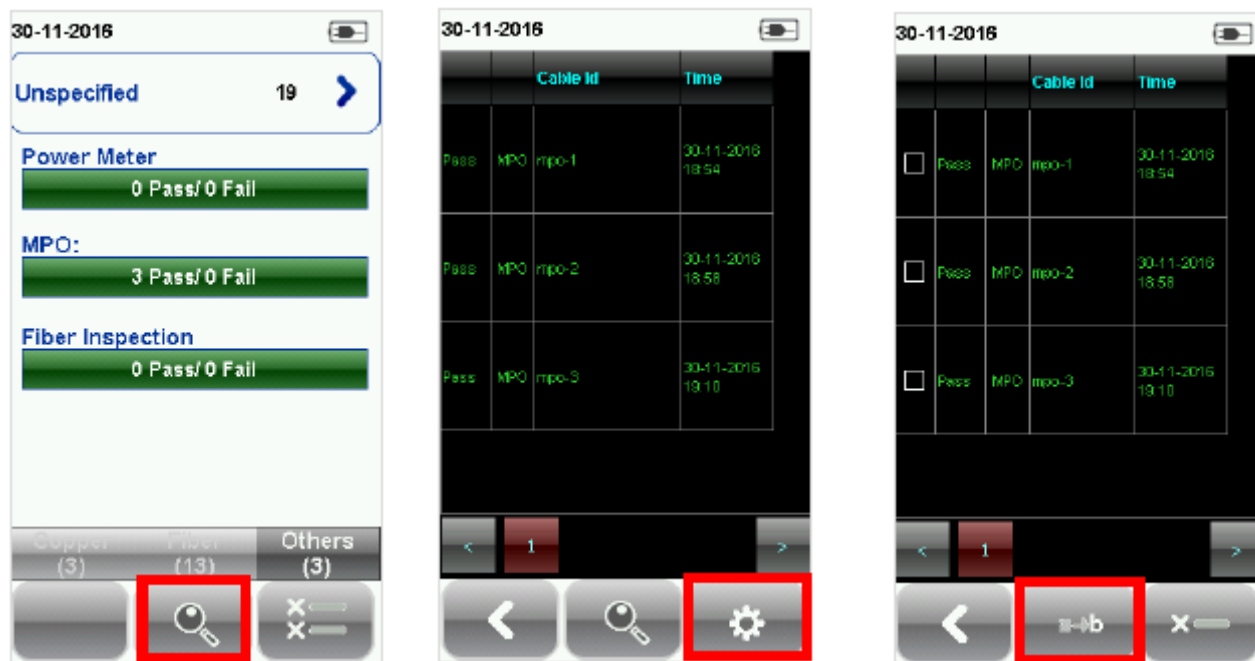 30-11-2016
Unspecified 19
Power Meter
0 Pass/ 0 Fail
MPO:
3 Pass/ 0 Fail
Fiber Inspection
0 Pass/ 0 Fail
Copper Fiber Others
(3) (13) (3)
30-11-2016
Cable Id Time
Pass MPO mpo-1 30-11-2016
18:54
Pass MPO mpo-2 30-11-2016
18:58
Pass MPO mpo-3 30-11-2016
19:10
< 1 >
30-11-2016
Cable Id Time
Pass MPO mpo-1 30-11-2016
18:54
Pass MPO mpo-2 30-11-2016
18:58
Pass MPO mpo-3 30-11-2016
19:10
< 1 >
a b